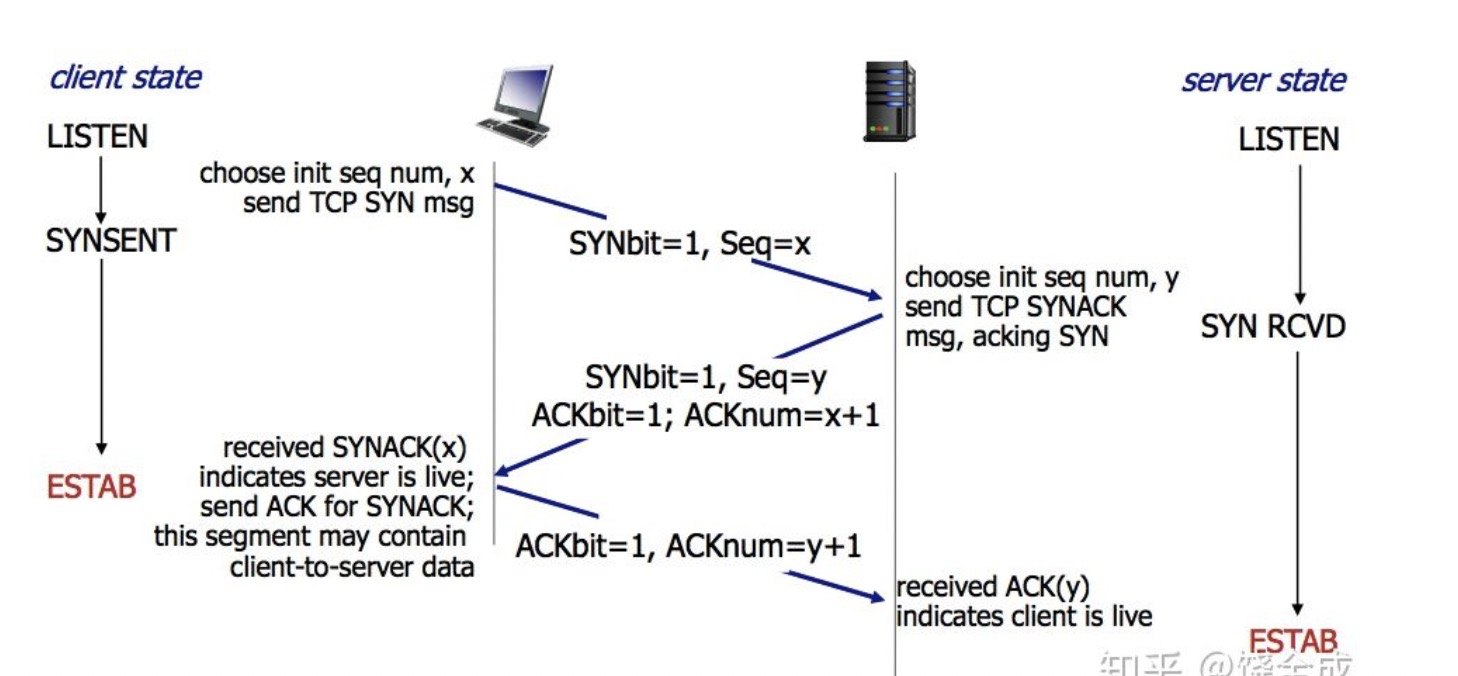 client state
server state
LISTEN
LISTEN
choose init seq num, x
send TCP SYN msg
SYNSENT
SYNbit=1, Seq=x
choose init seq num, y
send TCP SYNACK
msg, acking SYN
SYN RCVD
SYNbit=1, Seq=y
ACKbit=1; ACKnum=x+1
received SYNACK(x)
indicates server is live;
send ACK for SYNACK;
this segment may contain
client-to-server data
ESTAB
ACKbit=1, ACKnum=y+1
received ACK(y)
indicates client is live
ESTAB
知乎 @饶全成